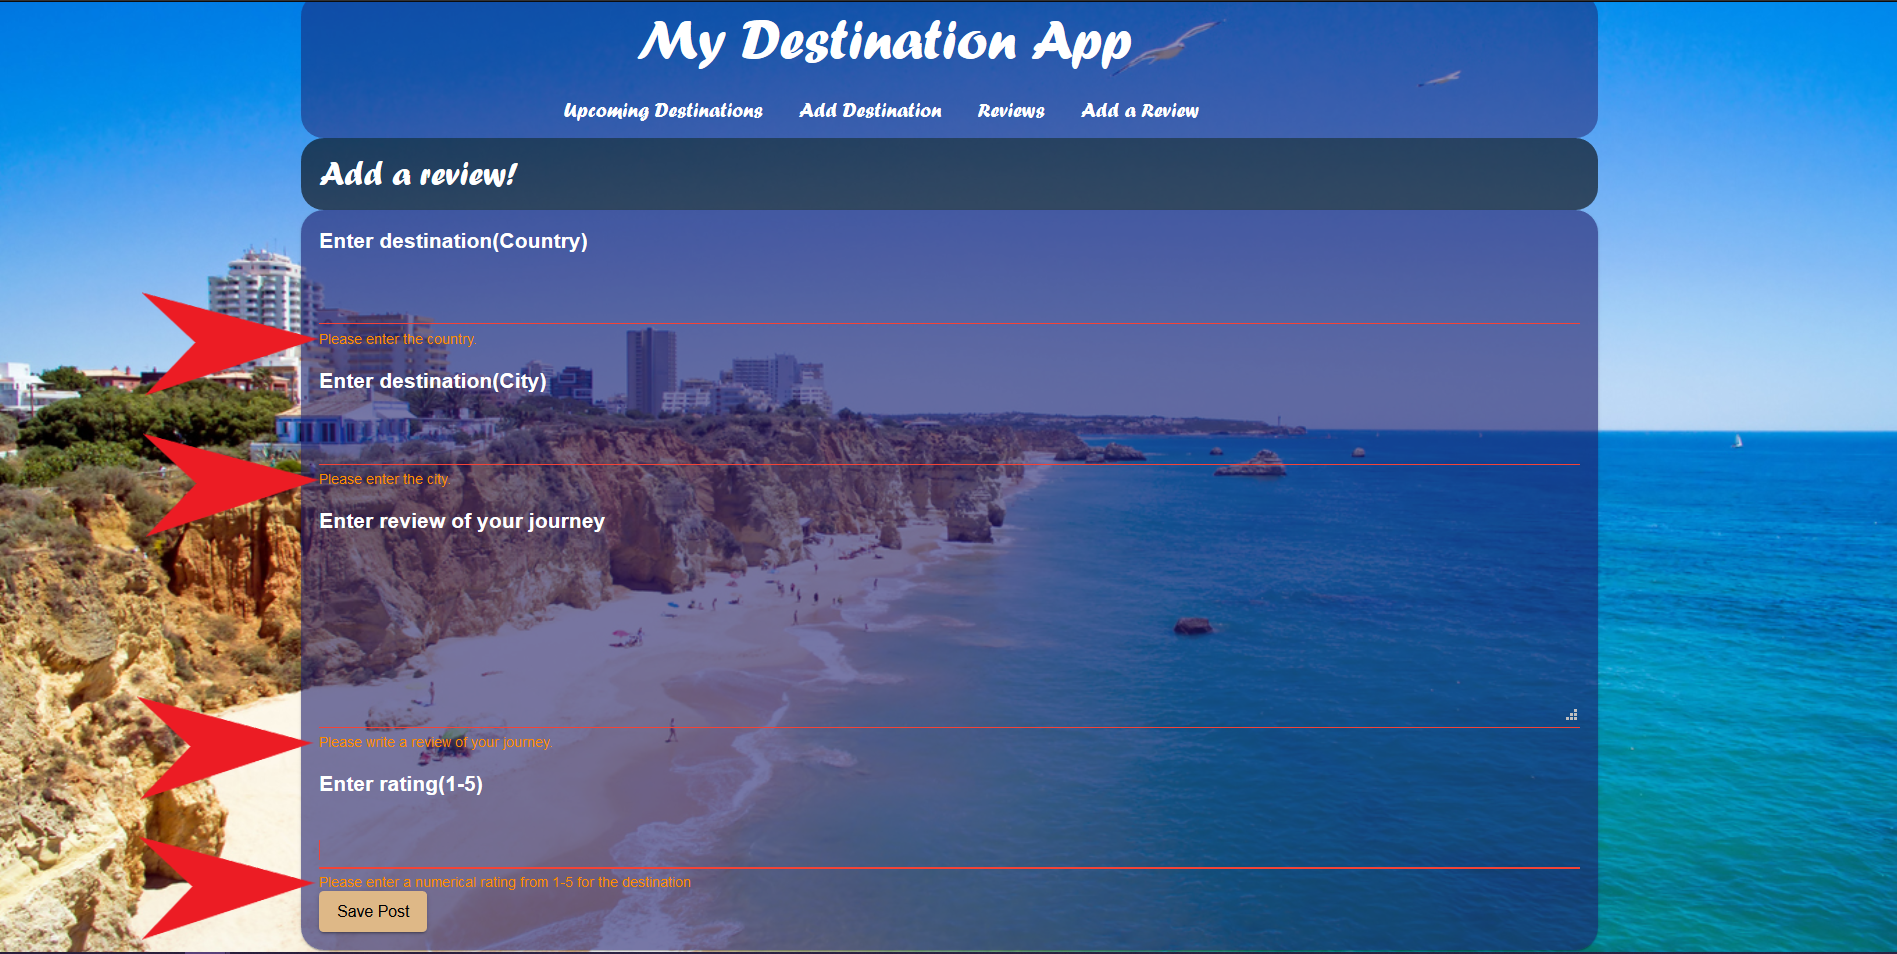 My Destination App
Upcoming Destinations Add Destination Reviews Add a Review
Add a review!
Enter destination(Country)
Please enter the country.
Enter destination(City)
Please enter the city.
Enter review of your journey
Please write a review of your journey.
Enter rating(1-5)
Please enter a numerical rating from 1-5 for the destination
Save Post